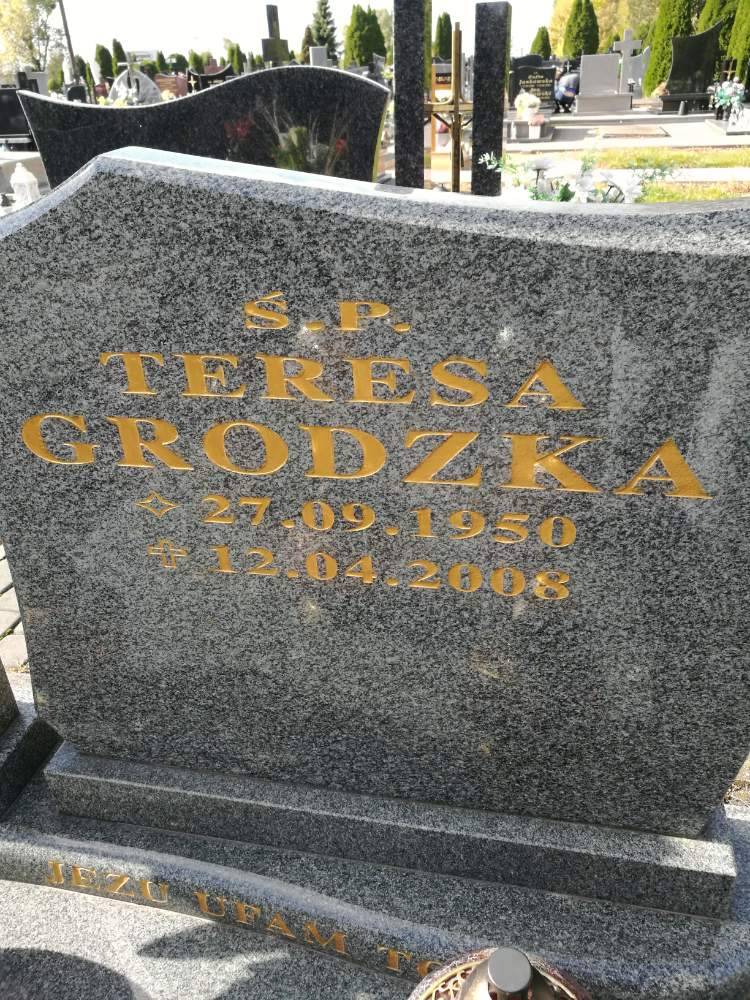 Ś.P.
TERESA
GRODZKA
27.09.1950
12.04.2008
JEZU UFAM